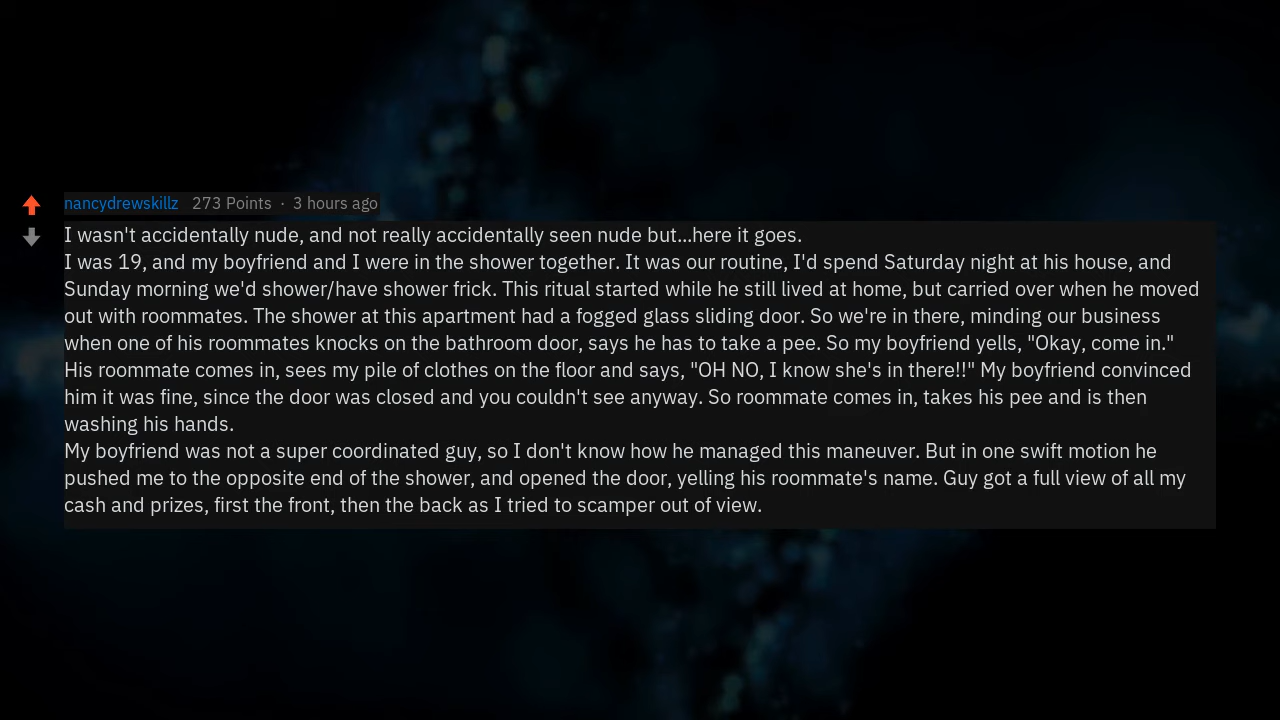 nancydrewskillz 273 Points · 3 hours ago
I wasn't accidentally nude, and not really accidentally seen nude but...here it goes.
I was 19, and my boyfriend and I were in the shower together. It was our routine, I'd spend Saturday night at his house, and
Sunday morning we'd shower/have shower frick. This ritual started while he still lived at home, but carried over when he moved
out with roommates. The shower at this apartment had a fogged glass sliding door. So we're in there, minding our business
when one of his roommates knocks on the bathroom door, says he has to take a pee. So my boyfriend yells, "Okay, come in."
His roommate comes in, sees my pile of clothes on the floor and says, "OH NO, I know she's in there!!" My boyfriend convinced
him it was fine, since the door was closed and you couldn't see anyway. So roommate comes in, takes his pee and is then
washing his hands.
My boyfriend was not a super coordinated guy, so I don't know how he managed this maneuver. But in one swift motion he
pushed me to the opposite end of the shower, and opened the door, yelling his roommate's name. Guy got a full view of all my
cash and prizes, first the front, then the back as I tried to scamper out of view.